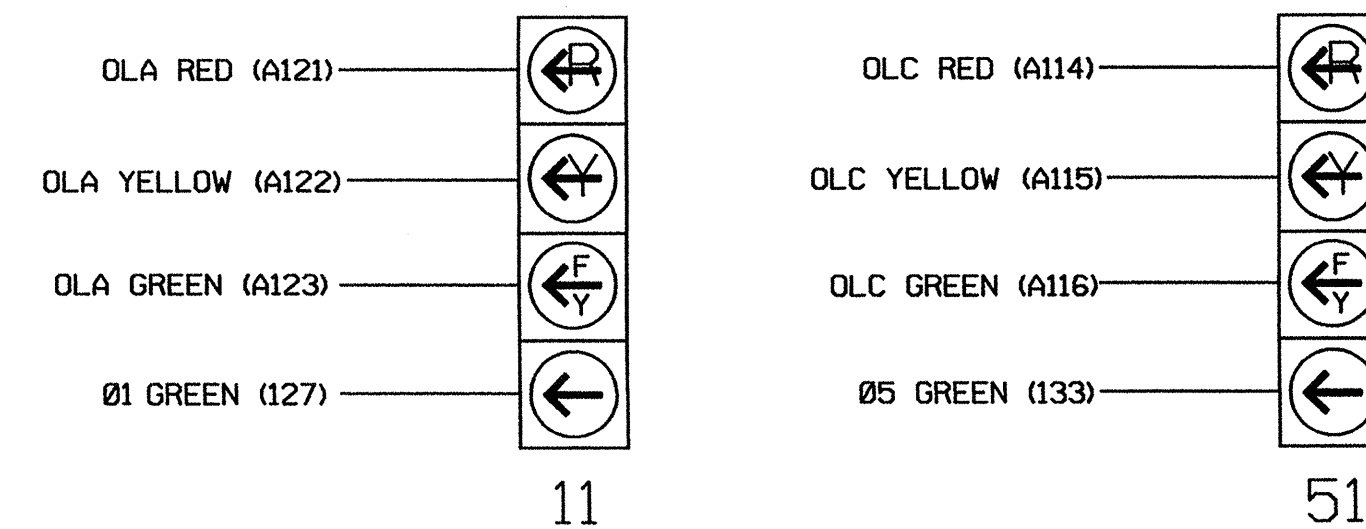 OLA RED (A121)
R
OLA YELLOW (A122)
Y
OLA GREEN (A123)
F
Y
Ø1 GREEN (127)
11
OLC RED (A114)
R
OLC YELLOW (A115)
Y
OLC GREEN (A116)
F
Y
Ø5 GREEN (133)
51